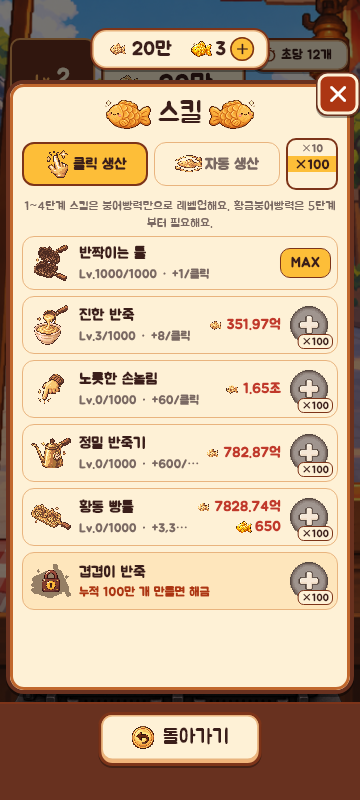 20만 3
초당 12개
스킬
클릭 생산
자동 생산
×10
×100
1~4단계 스킬은 붕어빵력만으로 레벨업해요. 황금붕어빵력은 5단계
부터 필요해요.
반짝이는 틀
Lv.1000/1000 · +1/클릭
MAX
진한 반죽
Lv.3/1000 · +8/클릭
351.97억
×100
노릇한 손놀림
Lv.0/1000 · +60/클릭
1.65조
×100
정밀 반죽기
Lv.0/1000 · +600/···
782.87억
×100
황동 빵틀
Lv.0/1000 · +3,3···
7828.74억
650
×100
겹겹이 반죽
누적 100만 개 만들면 해금
×100
돌아가기